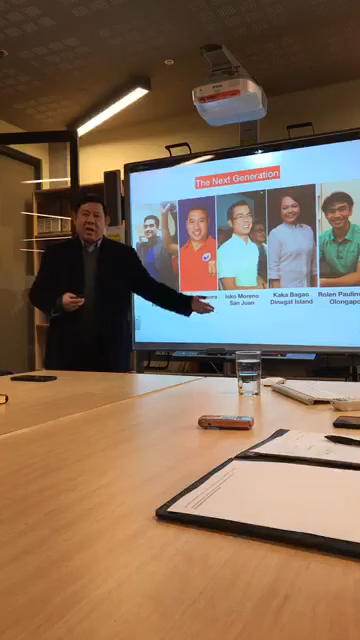 The Next Generation
Isko Moreno
San Juan
Kaka Bagao
Dinagat Island
Rolen Paulino
Olongapo